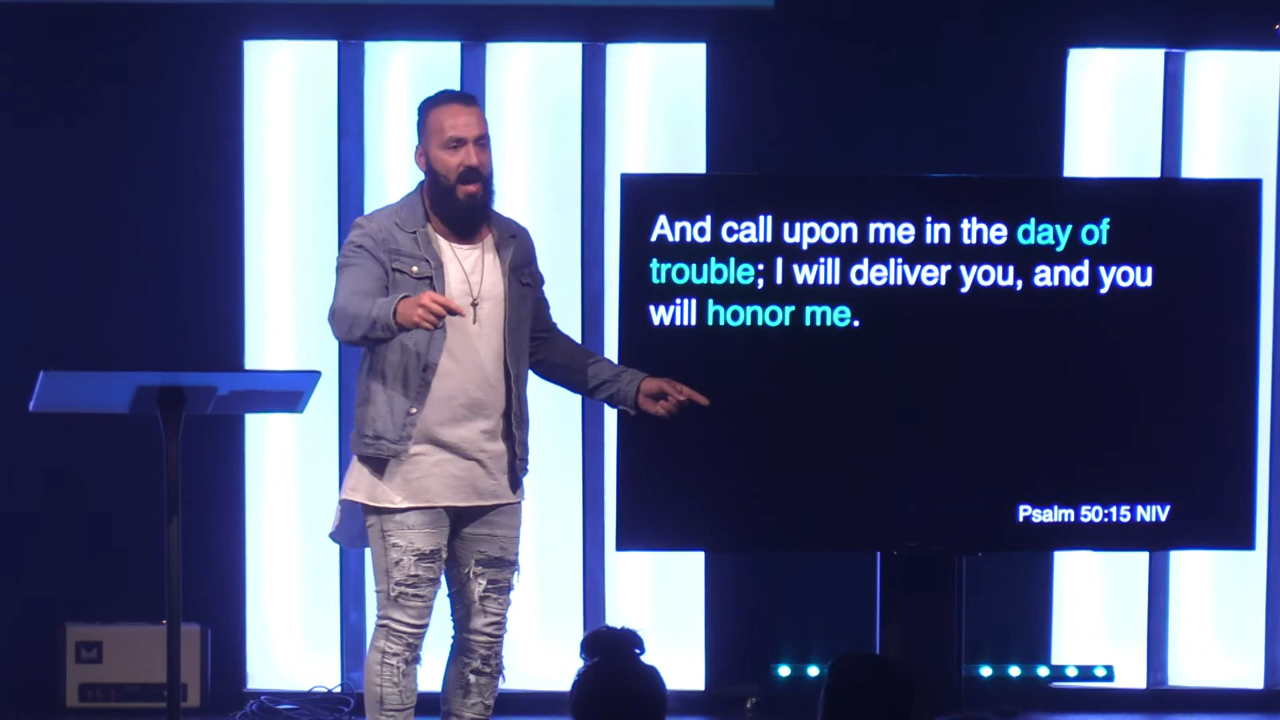 And call upon me in the day of
trouble; I will deliver you, and you
will honor me.
Psalm 50:15 NIV